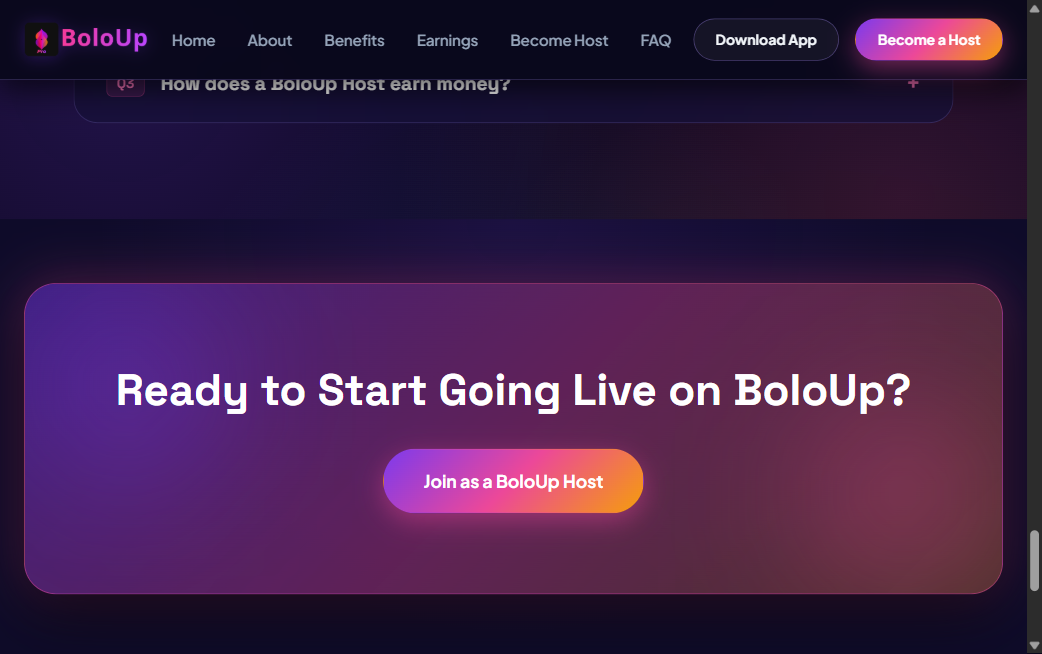 BoloUp
Home
About
Benefits
Earnings
Become Host
FAQ
Download App
Become a Host
Q3
How does a BoloUp Host earn money?
+
Ready to Start Going Live on BoloUp?
Join as a BoloUp Host